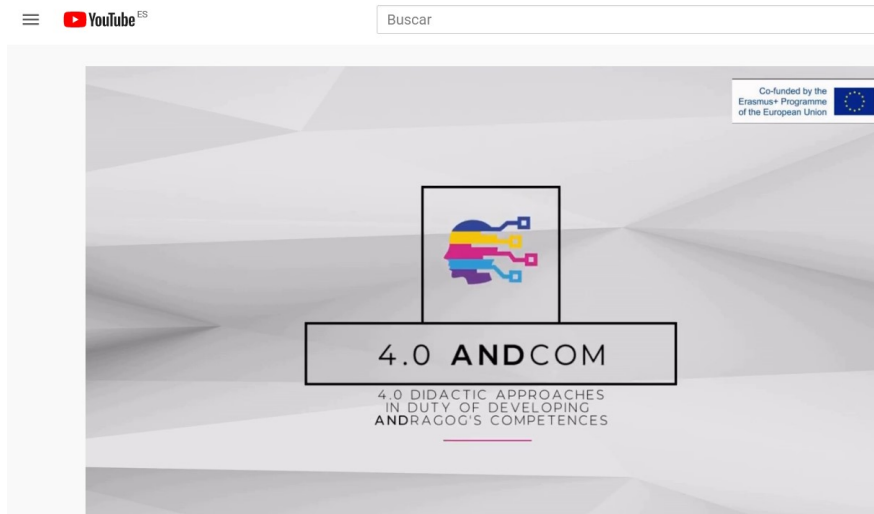 YouTube ES
Buscar
Co-funded by the
Erasmus+ Programme
of the European Union
4.0 ANDCOM
4.0 DIDACTIC APPROACHES
IN DUTY OF DEVELOPING
ANDRAGOG'S COMPETENCES